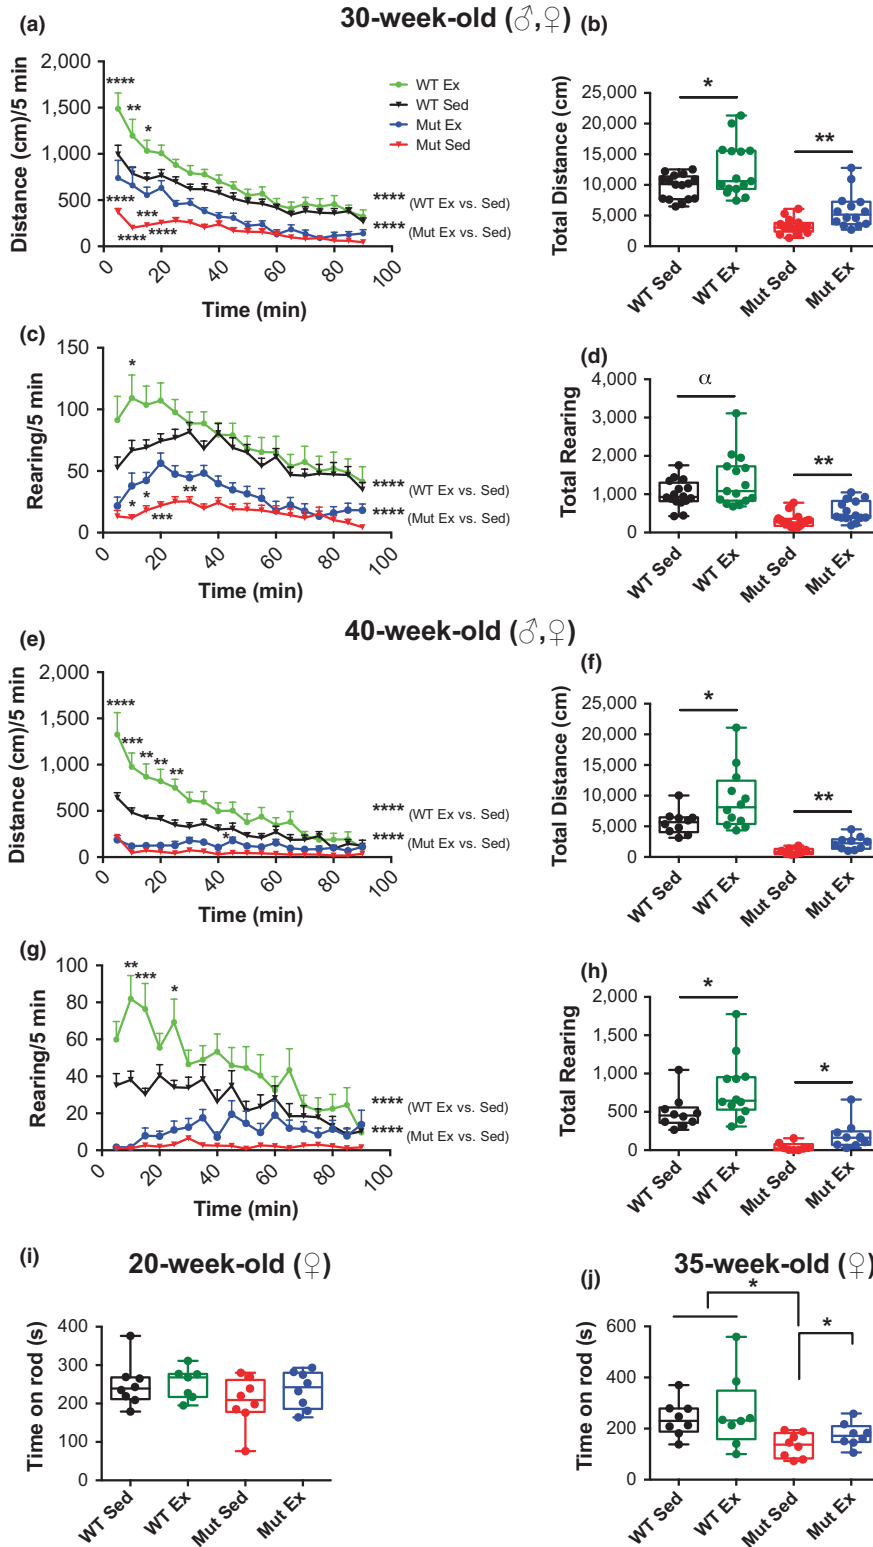 30-week-old (♂,♀)
(a)
Distance (cm)/5 min
2,000
1,500
1,000
500
0
0
20
40
60
80
100
Time (min)
****
**
*
****
****
***
****
WT Ex
WT Sed
Mut Ex
Mut Sed
**** (WT Ex vs. Sed)
**** (Mut Ex vs. Sed)
(b)
Total Distance (cm)
25,000
20,000
15,000
10,000
5,000
0
*
**
WT Sed
WT Ex
Mut Sed
Mut Ex
(c)
Rearing/5 min
150
100
50
0
0
20
40
60
80
100
Time (min)
*
*
*
***
**
**** (WT Ex vs. Sed)
**** (Mut Ex vs. Sed)
(d)
Total Rearing
4,000
3,000
2,000
1,000
0
α
**
WT Sed
WT Ex
Mut Sed
Mut Ex
40-week-old (♂,♀)
(e)
Distance (cm)/5 min
2,000
1,500
1,000
500
0
0
20
40
60
80
100
Time (min)
****
***
**
**
**
*
**** (WT Ex vs. Sed)
**** (Mut Ex vs. Sed)
(f)
Total Distance (cm)
25,000
20,000
15,000
10,000
5,000
0
*
**
WT Sed
WT Ex
Mut Sed
Mut Ex
(g)
Rearing/5 min
100
80
60
40
20
0
0
20
40
60
80
100
Time (min)
**
***
*
**** (WT Ex vs. Sed)
**** (Mut Ex vs. Sed)
(h)
Total Rearing
2,000
1,500
1,000
500
0
*
*
WT Sed
WT Ex
Mut Sed
Mut Ex
(i)
20-week-old (♀)
Time on rod (s)
400
300
200
100
0
WT Sed
WT Ex
Mut Sed
Mut Ex
(j)
35-week-old (♀)
Time on rod (s)
600
400
200
0
*
*
WT Sed
WT Ex
Mut Sed
Mut Ex